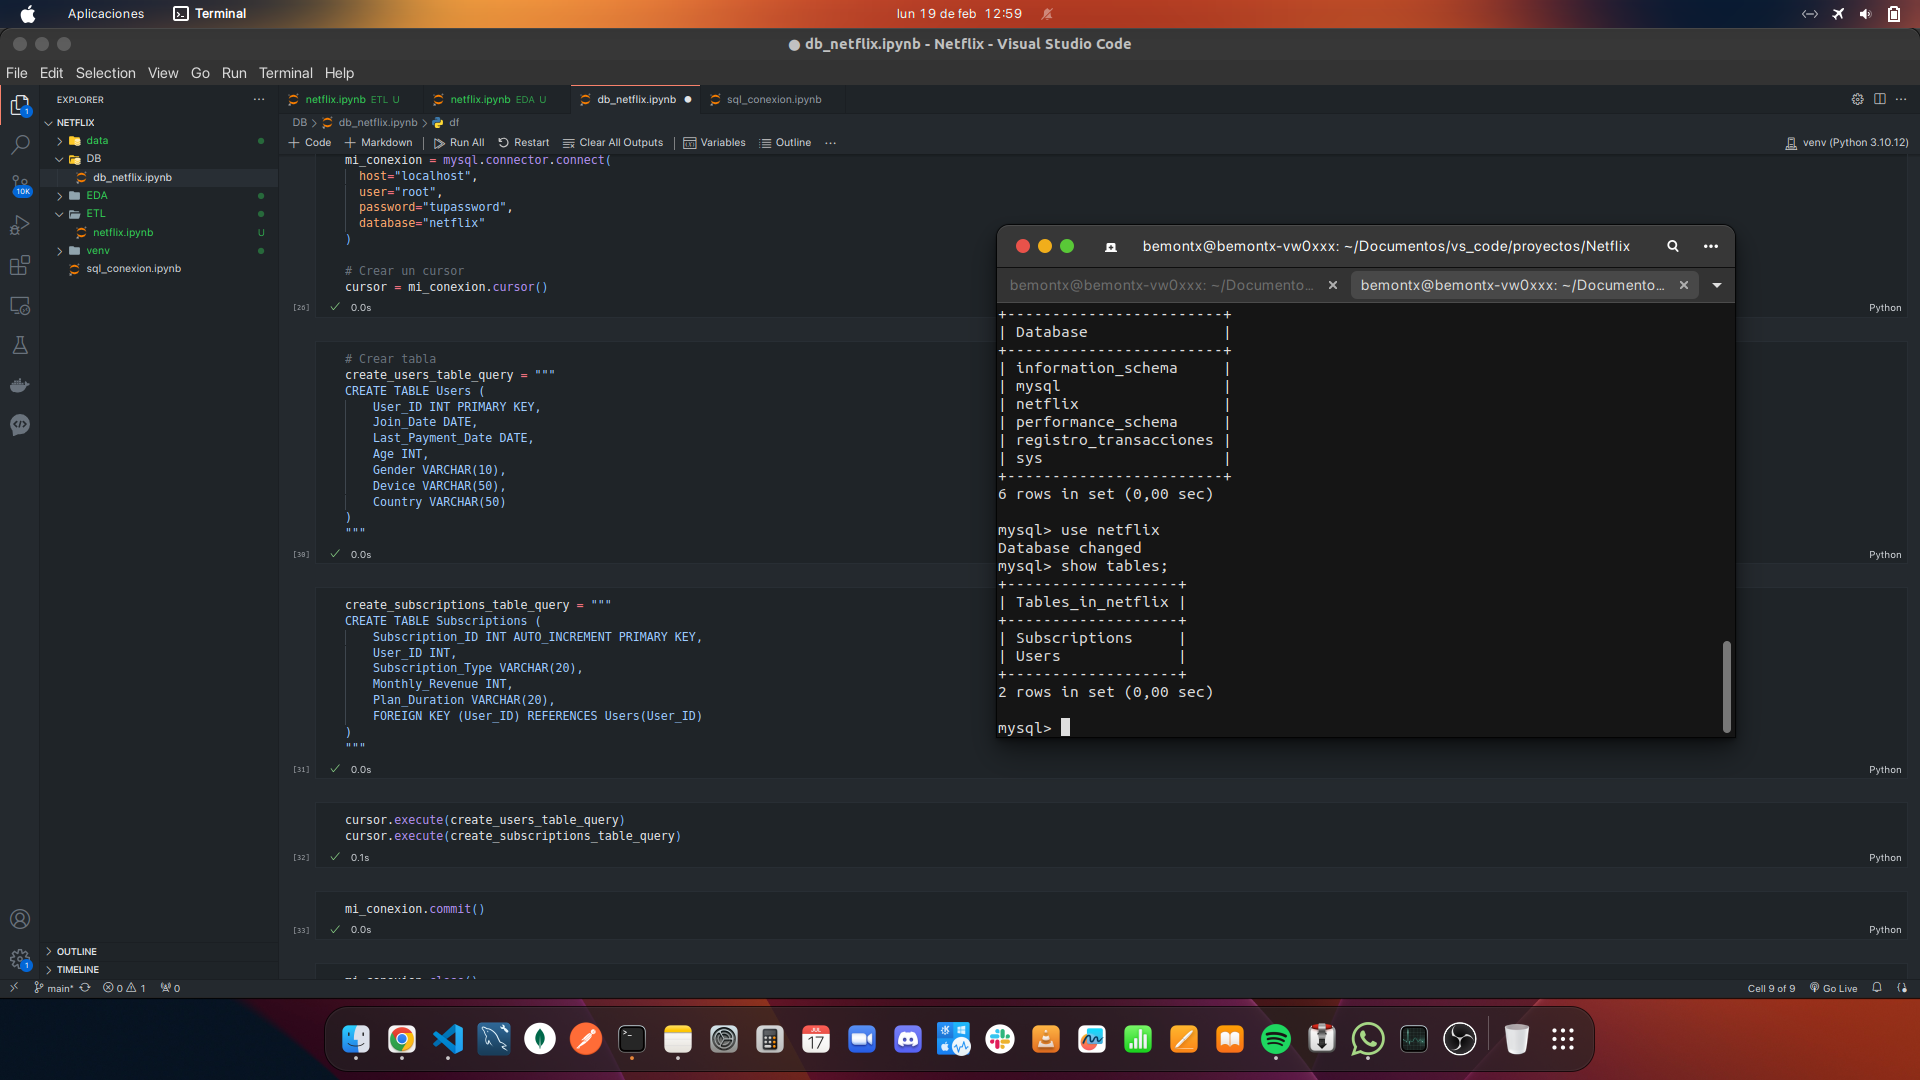 Aplicaciones
Terminal
lun 19 de feb 12:59
db_netflix.ipynb - Netflix - Visual Studio Code
File Edit Selection View Go Run Terminal Help
EXPLORER
NETFLIX
data
DB
db_netflix.ipynb
EDA
ETL
netflix.ipynb U
venv
sql_conexion.ipynb
OUTLINE
TIMELINE
1
10K
1
netflix.ipynb ETL U
netflix.ipynb EDA U
db_netflix.ipynb
sql_conexion.ipynb
DB > db_netflix.ipynb > df
+ Code + Markdown | Run All Restart Clear All Outputs | Variables Outline ...
venv (Python 3.10.12)
mi_conexion = mysql.connector.connect(
host="localhost",
user="root",
password="tupassword",
database="netflix"
)
# Crear un cursor
cursor = mi_conexion.cursor()
[26] 0.0s
Python
# Crear tabla
create_users_table_query = """
CREATE TABLE Users (
User_ID INT PRIMARY KEY,
Join_Date DATE,
Last_Payment_Date DATE,
Age INT,
Gender VARCHAR(10),
Device VARCHAR(50),
Country VARCHAR(50)
)
"""
[30] 0.0s
Python
create_subscriptions_table_query = """
CREATE TABLE Subscriptions (
Subscription_ID INT AUTO_INCREMENT PRIMARY KEY,
User_ID INT,
Subscription_Type VARCHAR(20),
Monthly_Revenue INT,
Plan_Duration VARCHAR(20),
FOREIGN KEY (User_ID) REFERENCES Users(User_ID)
)
"""
[31] 0.0s
Python
cursor.execute(create_users_table_query)
cursor.execute(create_subscriptions_table_query)
[32] 0.1s
Python
mi_conexion.commit()
[33] 0.0s
Python
bemontx@bemontx-vw0xxx: ~/Documentos/vs_code/proyectos/Netflix
bemontx@bemontx-vw0xxx: ~/Documento...
bemontx@bemontx-vw0xxx: ~/Documento...
+------------------------+
| Database |
+------------------------+
| information_schema |
| mysql |
| netflix |
| performance_schema |
| registro_transacciones |
| sys |
+------------------------+
6 rows in set (0,00 sec)
mysql> use netflix
Database changed
mysql> show tables;
+-------------------+
| Tables_in_netflix |
+-------------------+
| Subscriptions |
| Users |
+-------------------+
2 rows in set (0,00 sec)
mysql>
main* 0 1 0
Cell 9 of 9 Go Live
JUL
17